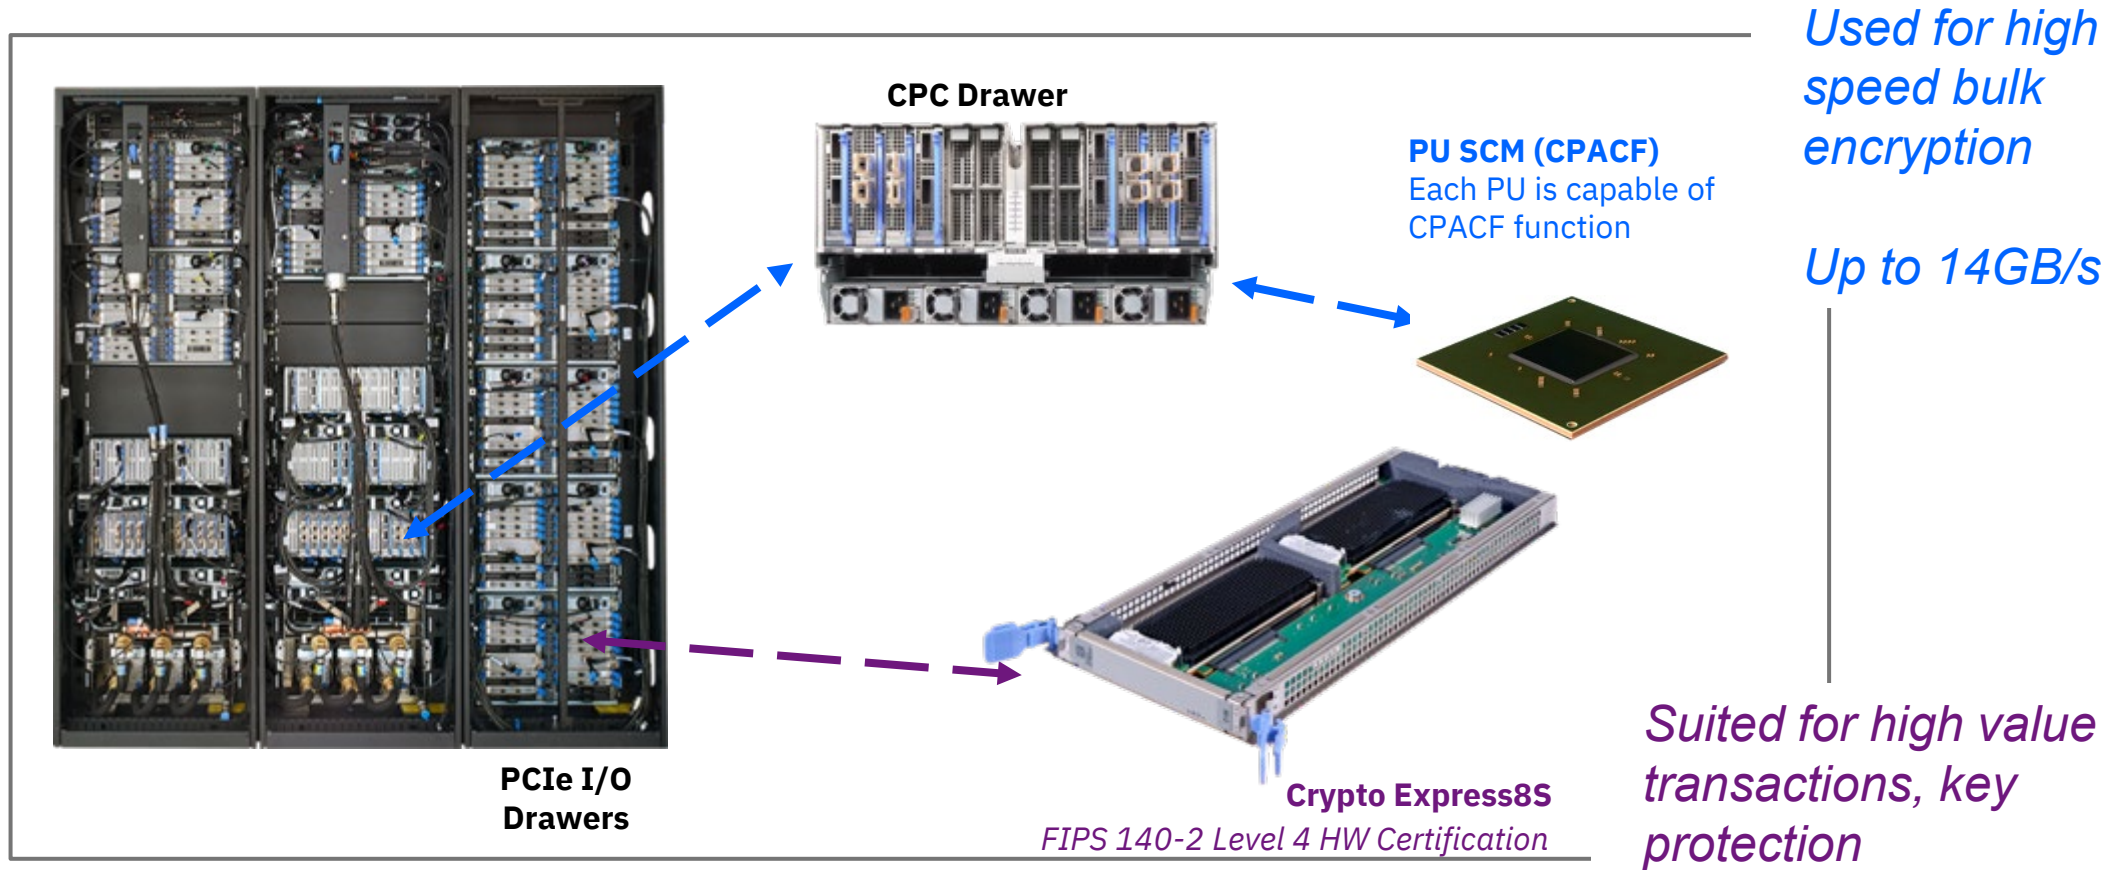 Used for high
speed bulk
encryption
CPC Drawer
PU SCM (CPACF)
Each PU is capable of
CPACF function
Up to 14GB/s
PCIe I/O
Drawers
Crypto Express8S
FIPS 140-2 Level 4 HW Certification
Suited for high value
transactions, key
protection